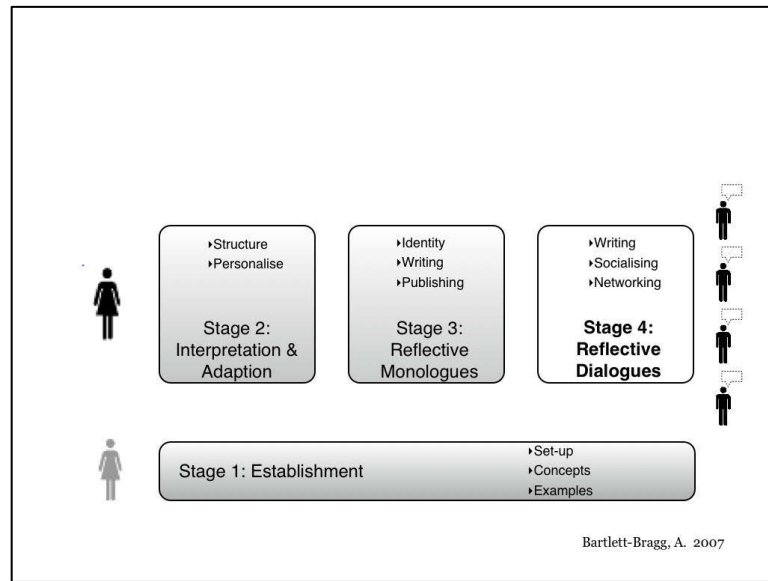 ‣Structure
‣Personalise
Stage 2:
Interpretation &
Adaption
‣Identity
‣Writing
‣Publishing
Stage 3:
Reflective
Monologues
‣Writing
‣Socialising
‣Networking
Stage 4:
Reflective
Dialogues
Stage 1: Establishment
‣Set-up
‣Concepts
‣Examples
Bartlett-Bragg, A. 2007